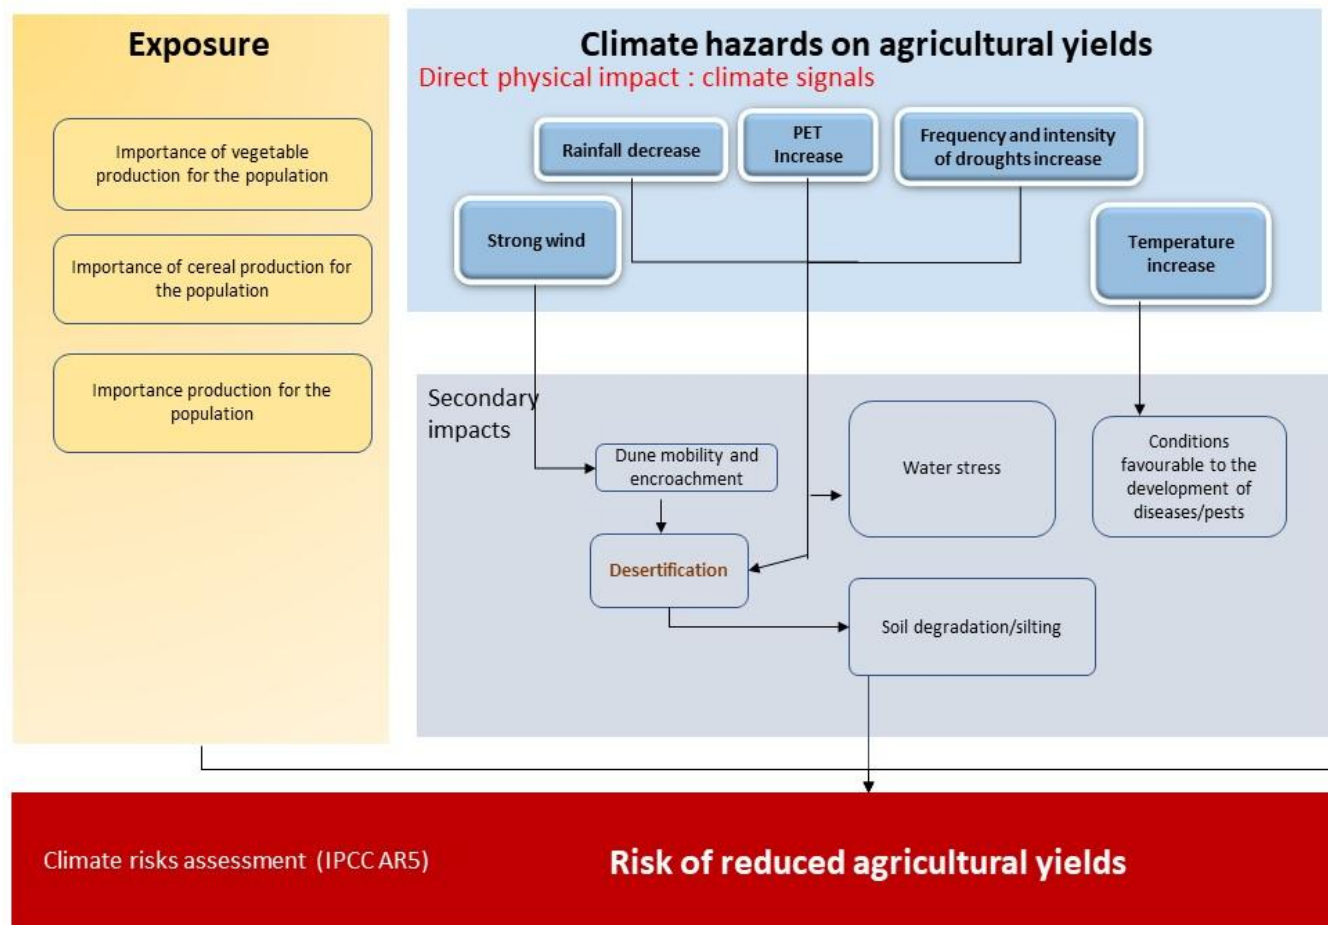 Exposure
Importance of vegetable
production for the population
Importance of cereal production for
the population
Importance production for the
population
Climate hazards on agricultural yields
Direct physical impact : climate signals
Rainfall decrease
PET
Increase
Frequency and intensity
of droughts increase
Strong wind
Temperature
increase
Secondary
impacts
Dune mobility and
encroachment
Water stress
Conditions
favourable to the
development of
diseases/pests
Desertification
Soil degradation/silting
Climate risks assessment (IPCC AR5)
Risk of reduced agricultural yields